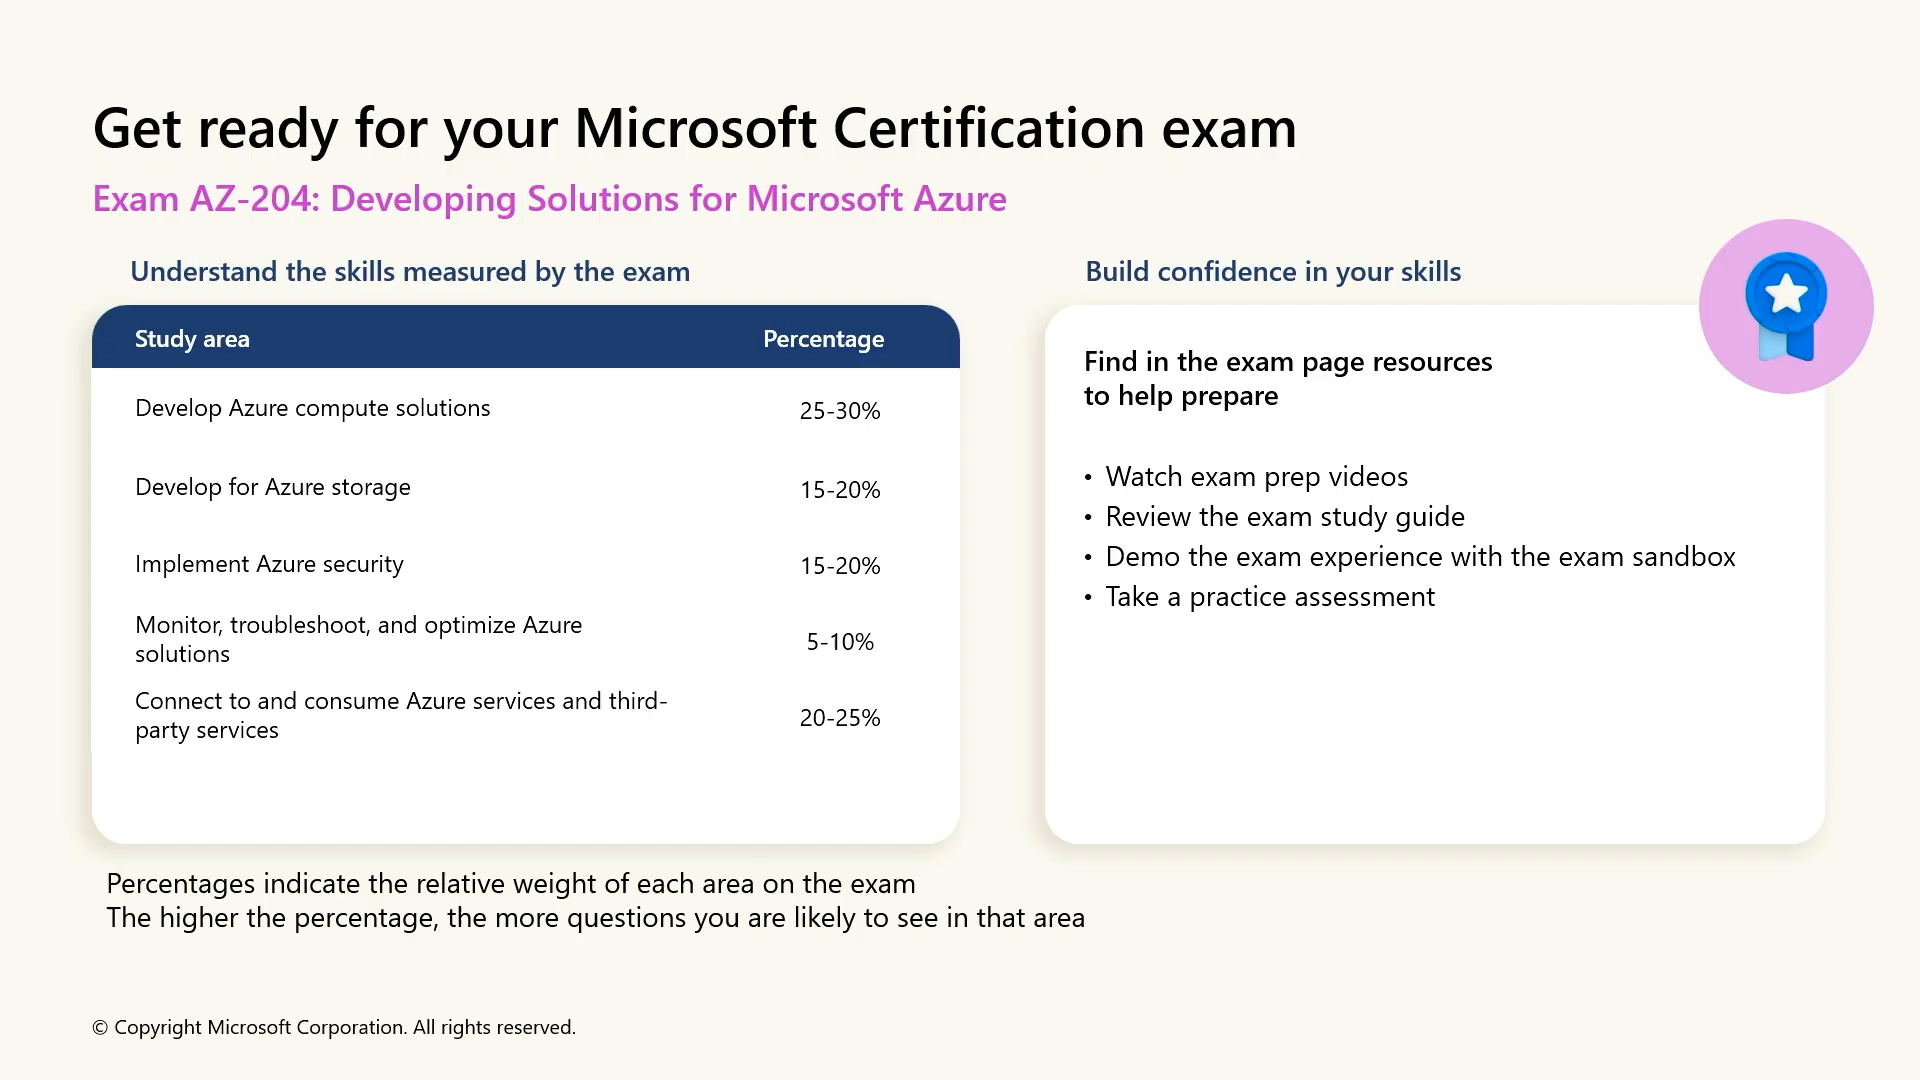 Get ready for your Microsoft Certification exam
Exam AZ-204: Developing Solutions for Microsoft Azure
Understand the skills measured by the exam
Study area Percentage
Develop Azure compute solutions 25-30%
Develop for Azure storage 15-20%
Implement Azure security 15-20%
Monitor, troubleshoot, and optimize Azure
solutions 5-10%
Connect to and consume Azure services and third-
party services 20-25%
Percentages indicate the relative weight of each area on the exam
The higher the percentage, the more questions you are likely to see in that area
Build confidence in your skills
Find in the exam page resources
to help prepare
• Watch exam prep videos
• Review the exam study guide
• Demo the exam experience with the exam sandbox
• Take a practice assessment
© Copyright Microsoft Corporation. All rights reserved.